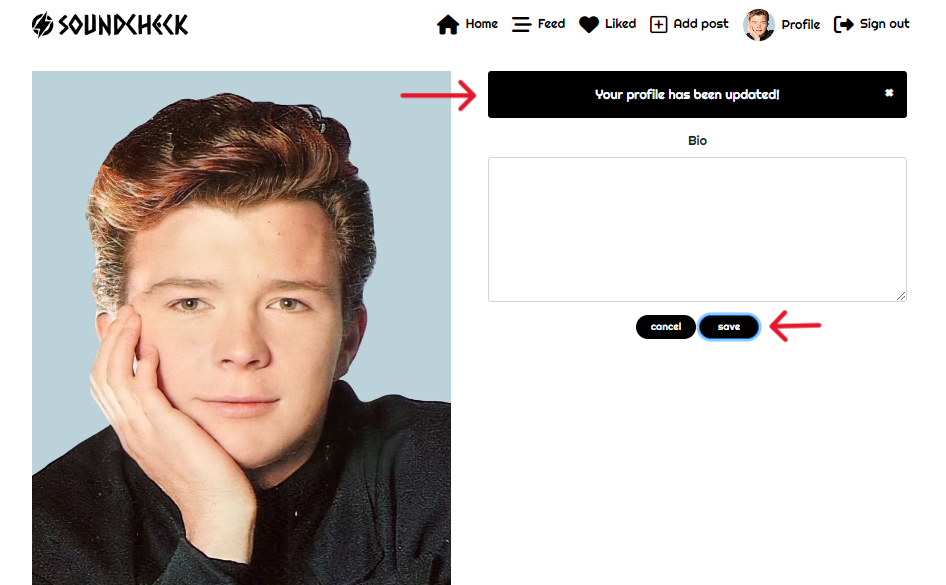 SOUNDCHECK Home Feed Liked Add post Profile Sign out
Your profile has been updated! ✖
Bio
cancel save